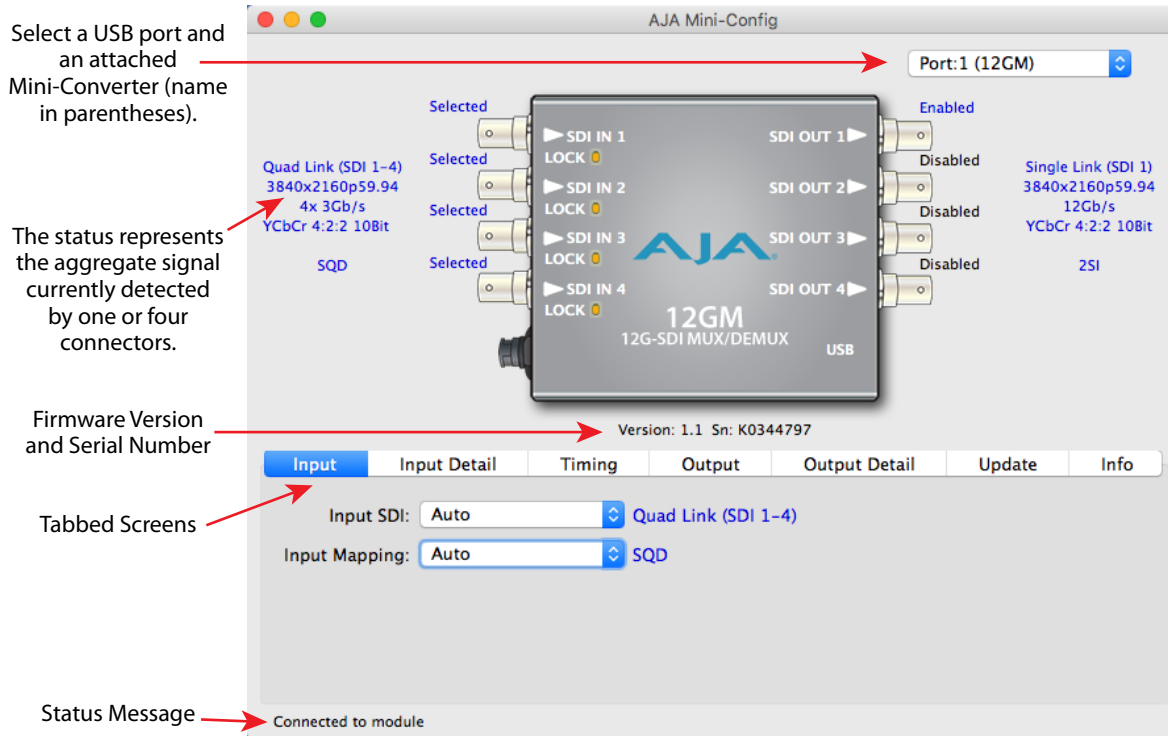 AJA Mini-Config
Select a USB port and
an attached
Mini-Converter (name
in parentheses).
Port:1 (12GM)
Selected
Selected
Selected
Selected
Quad Link (SDI 1-4)
3840x2160p59.94
4x 3Gb/s
YCbCr 4:2:2 10Bit
SQD
The status represents
the aggregate signal
currently detected
by one or four
connectors.
SDI IN 1
LOCK
SDI IN 2
LOCK
SDI IN 3
LOCK
SDI IN 4
LOCK
SDI OUT 1
SDI OUT 2
SDI OUT 3
SDI OUT 4
AJA
12GM
12G-SDI MUX/DEMUX
USB
Enabled
Disabled
Disabled
Disabled
Single Link (SDI 1)
3840x2160p59.94
12Gb/s
YCbCr 4:2:2 10Bit
2SI
Firmware Version
and Serial Number
Version: 1.1 Sn: K0344797
Input Input Detail Timing Output Output Detail Update Info
Tabbed Screens
Input SDI: Auto Quad Link (SDI 1-4)
Input Mapping: Auto SQD
Status Message
Connected to module